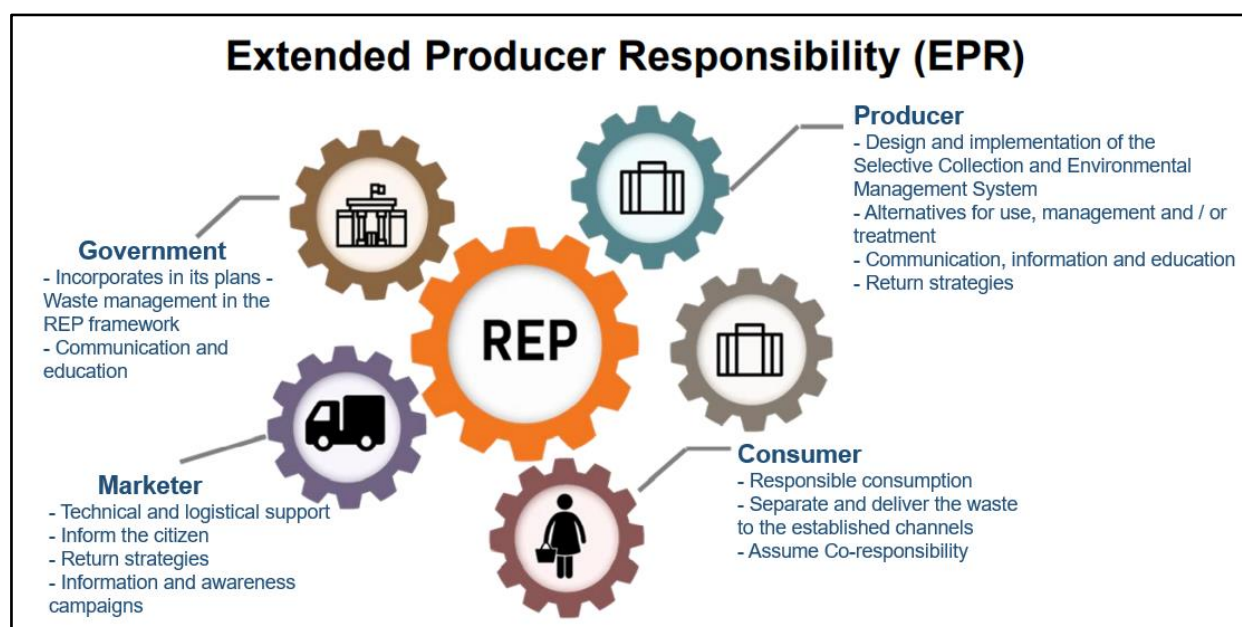 Extended Producer Responsibility (EPR)
Producer
- Design and implementation of the
Selective Collection and Environmental
Management System
- Alternatives for use, management and / or
treatment
- Communication, information and education
- Return strategies
Government
- Incorporates in its plans -
Waste management in the
REP framework
- Communication and
education
REP
Marketer
- Technical and logistical support
- Inform the citizen
- Return strategies
- Information and awareness
campaigns
Consumer
- Responsible consumption
- Separate and deliver the waste
to the established channels
- Assume Co-responsibility